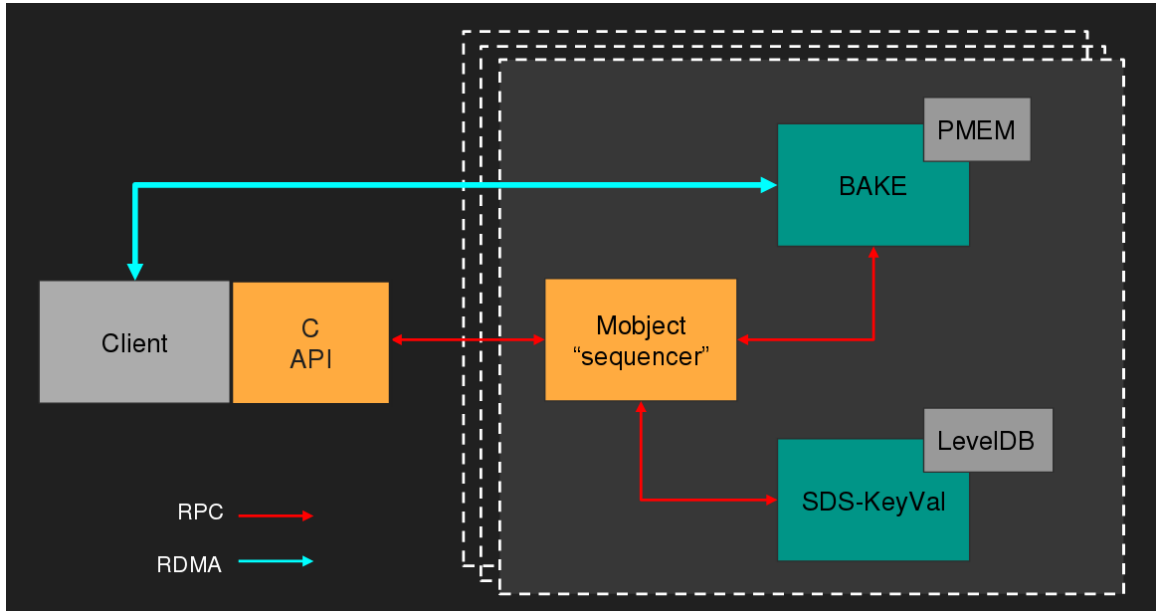 PMEM
BAKE
Client
C
API
Mobject
“sequencer”
LevelDB
SDS-KeyVal
RPC
RDMA